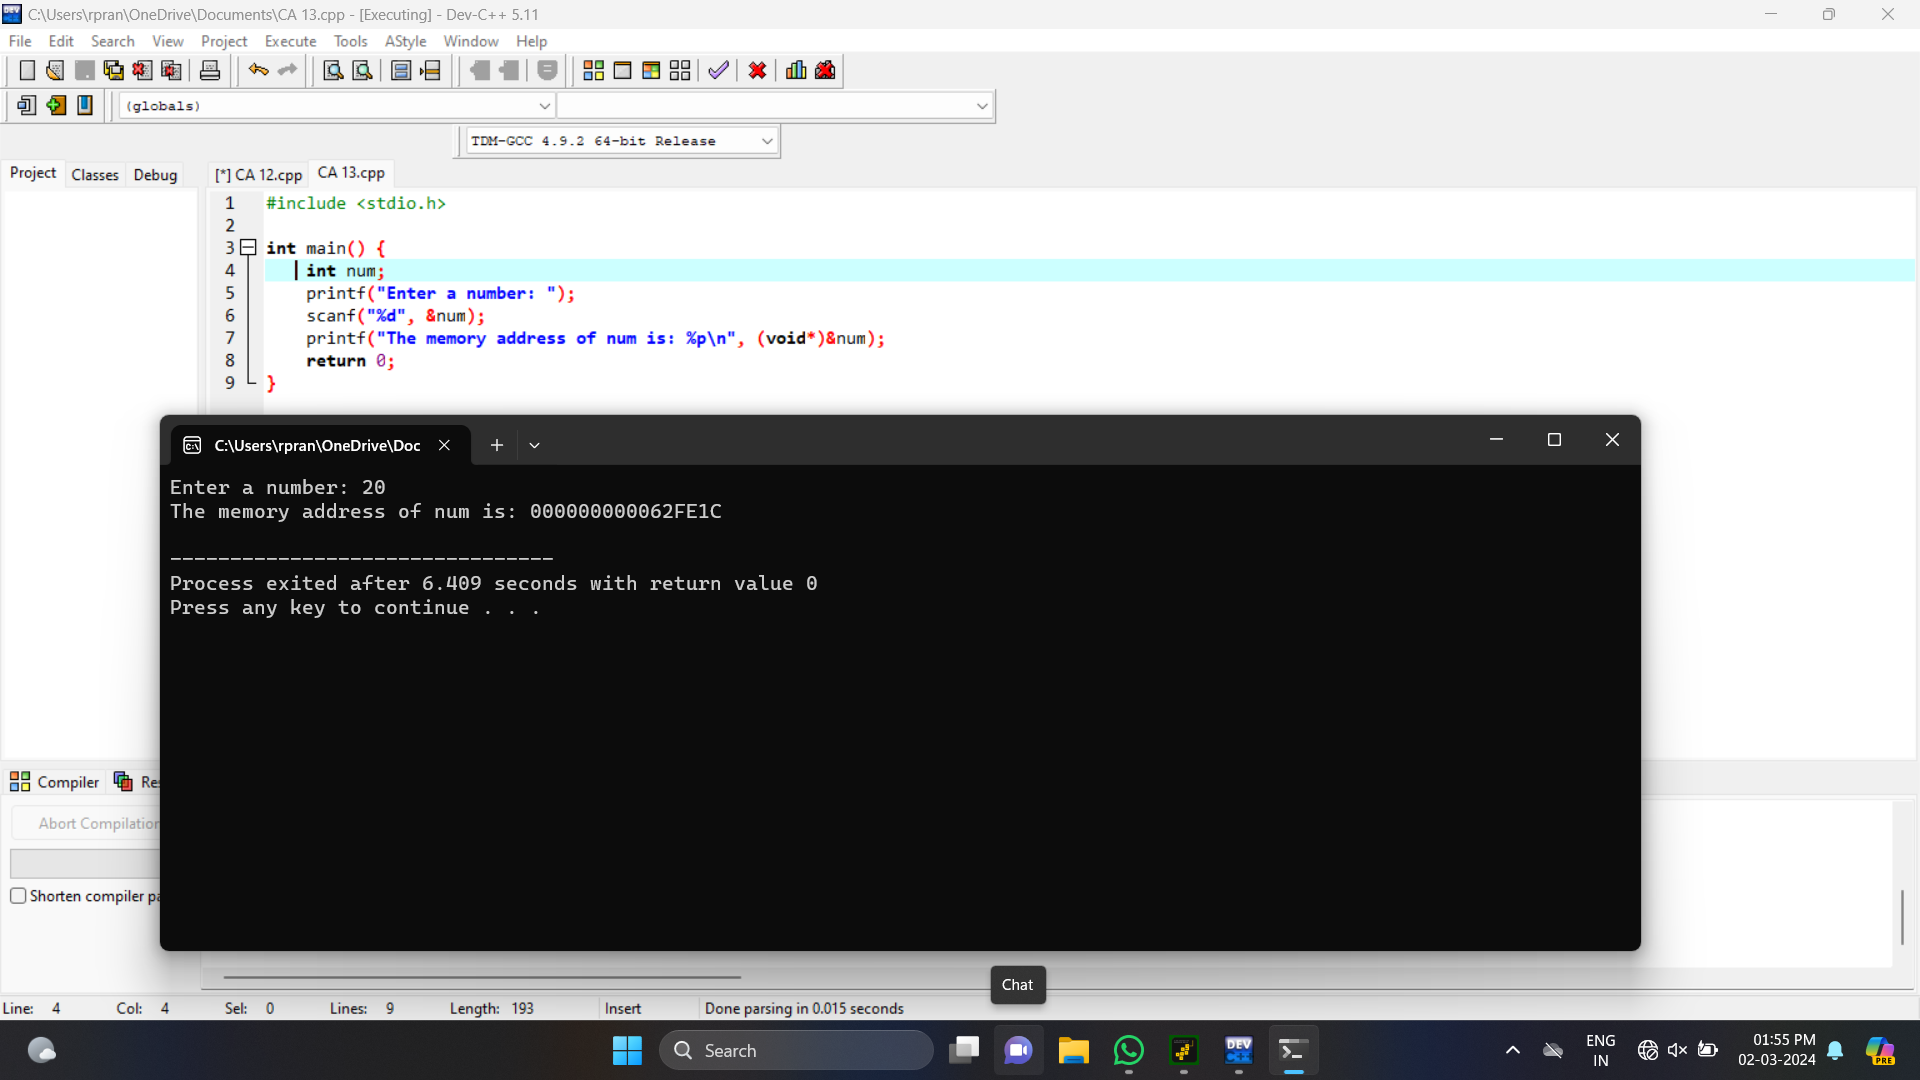 C:\Users\rpran\OneDrive\Documents\CA 13.cpp - [Executing] - Dev-C++ 5.11
File Edit Search View Project Execute Tools AStyle Window Help
(globals)
TDM-GCC 4.9.2 64-bit Release
Project Classes Debug [*] CA 12.cpp CA 13.cpp
1 #include <stdio.h>
2
3 int main() {
4 int num;
5 printf("Enter a number: ");
6 scanf("%d", &num);
7 printf("The memory address of num is: %p\n", (void*)&num);
8 return 0;
9 }
C:\Users\rpran\OneDrive\Doc
Enter a number: 20
The memory address of num is: 000000000062FE1C
--------------------------------
Process exited after 6.409 seconds with return value 0
Press any key to continue . . .
Compiler Res
Abort Compilation
Shorten compiler pa
Chat
Line: 4 Col: 4 Sel: 0 Lines: 9 Length: 193 Insert Done parsing in 0.015 seconds
Search
DEV
ENG
IN
01:55 PM
02-03-2024
PRE